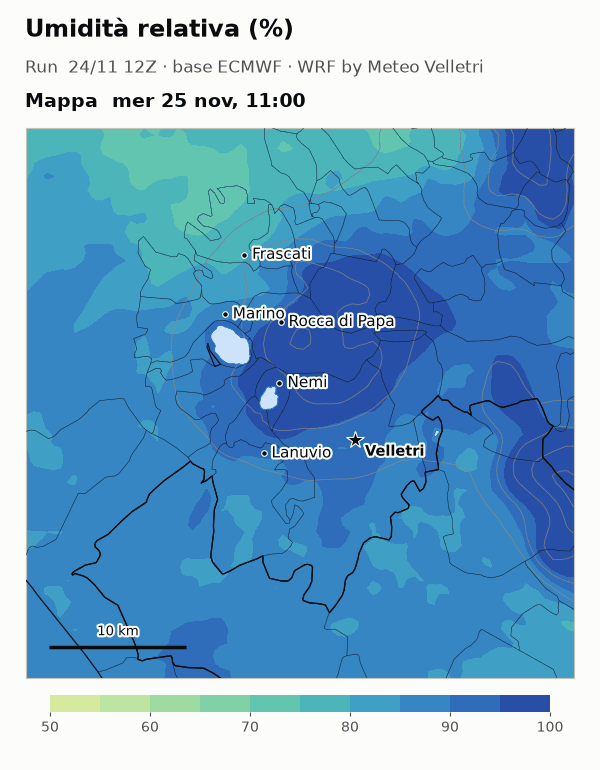 Umidità relativa (%)
Run  24/11 12Z · base ECMWF · WRF by Meteo Velletri
Mappa  mer 25 nov, 11:00
Frascati
Marino
Rocca di Papa
Nemi
Velletri
Lanuvio
10 km
50 60 70 80 90 100